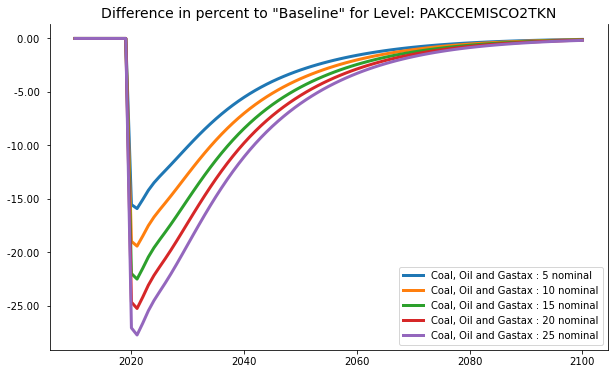 Difference in percent to "Baseline" for Level: PAKCCEMISCO2TKN
0.00
-5.00
-10.00
-15.00
-20.00
-25.00
Coal, Oil and Gastax : 5 nominal
Coal, Oil and Gastax : 10 nominal
Coal, Oil and Gastax : 15 nominal
Coal, Oil and Gastax : 20 nominal
Coal, Oil and Gastax : 25 nominal
2020 2040 2060 2080 2100